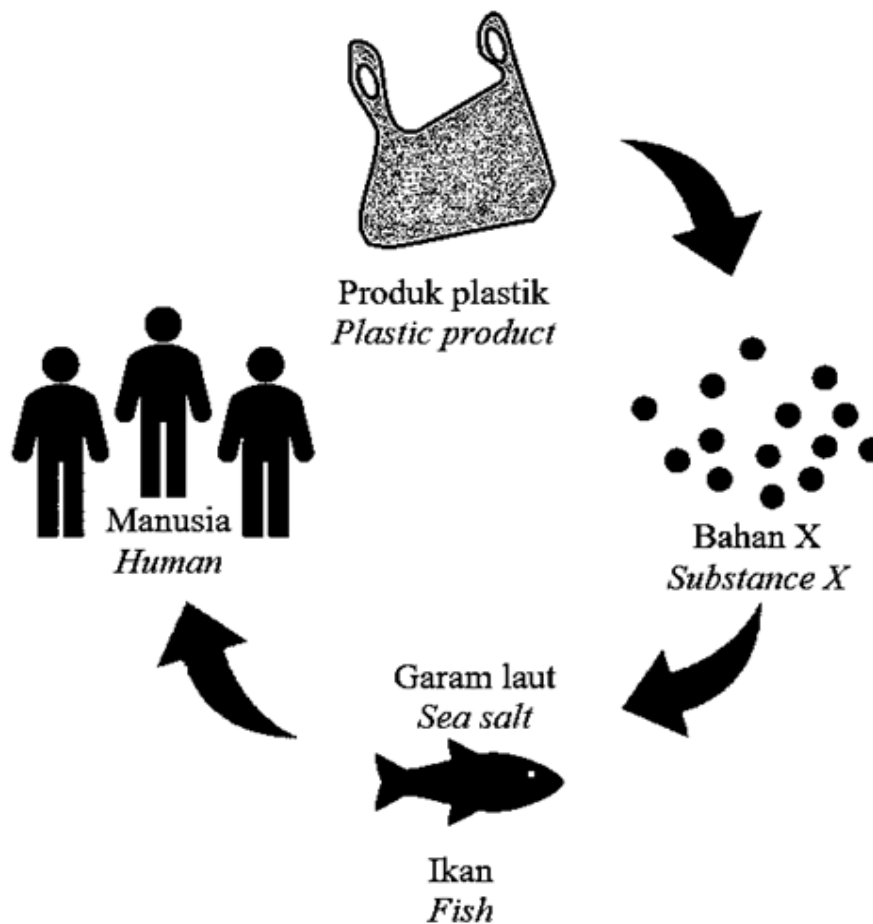 Produk plastik
Plastic product
Manusia
Human
Bahan X
Substance X
Garam laut
Sea salt
Ikan
Fish